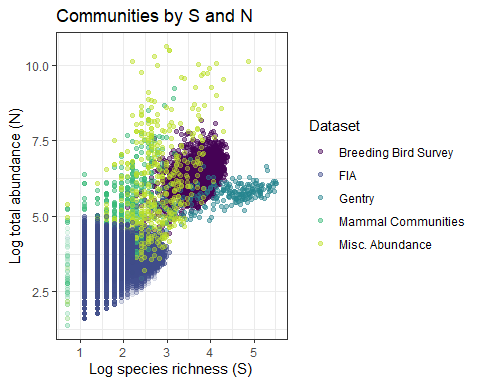 Communities by S and N
Log total abundance (N)
10.0
7.5
5.0
2.5
1 2 3 4 5
Log species richness (S)
Dataset
Breeding Bird Survey
FIA
Gentry
Mammal Communities
Misc. Abundance